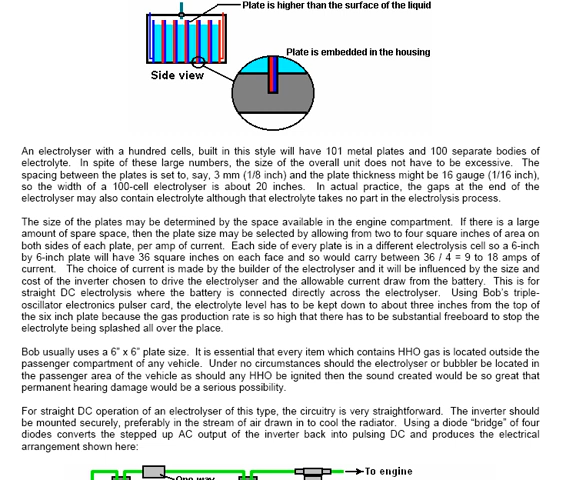 Plate is higher than the surface of the liquid
Plate is embedded in the housing
Side view
An electrolyser with a hundred cells, built in this style will have 101 metal plates and 100 separate bodies of
electrolyte. In spite of these large numbers, the size of the overall unit does not have to be excessive. The
spacing between the plates is set to, say, 3 mm (1/8 inch) and the plate thickness might be 16 gauge (1/16 inch),
so the width of a 100-cell electrolyser is about 20 inches. In actual practice, the gaps at the end of the
electrolyser may also contain electrolyte although that electrolyte takes no part in the electrolysis process.
The size of the plates may be determined by the space available in the engine compartment. If there is a large
amount of spare space, then the plate size may be selected by allowing from two to four square inches of area on
both sides of each plate, per amp of current. Each side of every plate is in a different electrolysis cell so a 6-inch
by 6-inch plate will have 36 square inches on each face and so would carry between 36 / 4 = 9 to 18 amps of
current. The choice of current is made by the builder of the electrolyser and it will be influenced by the size and
cost of the inverter chosen to drive the electrolyser and the allowable current draw from the battery. This is for
straight DC electrolysis where the battery is connected directly across the electrolyser. Using Bob's triple-
oscillator electronics pulser card, the electrolyte level has to be kept down to about three inches from the top of
the six inch plate because the gas production rate is so high that there has to be substantial freeboard to stop the
electrolyte being splashed all over the place.
Bob usually uses a 6" x 6" plate size. It is essential that every item which contains HHO gas is located outside the
passenger compartment of any vehicle. Under no circumstances should the electrolyser or bubbler be located in
the passenger area of the vehicle as should any HHO be ignited then the sound created would be so great that
permanent hearing damage would be a serious possibility.
For straight DC operation of an electrolyser of this type, the circuitry is very straightforward. The inverter should
be mounted securely, preferably in the stream of air drawn in to cool the radiator. Using a diode "bridge" of four
diodes converts the stepped up AC output of the inverter back into pulsing DC and produces the electrical
arrangement shown here:
To engine
One way